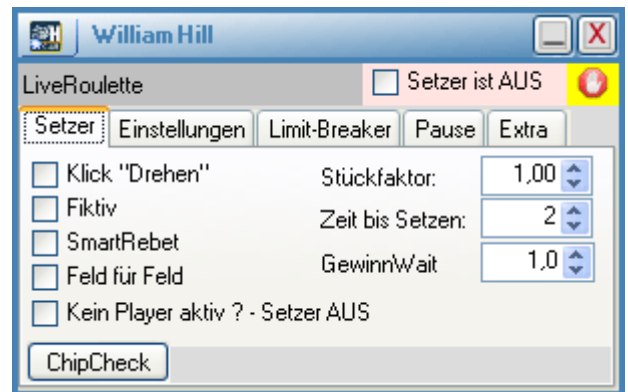 William Hill
LiveRoulette
Setzer ist AUS
Setzer Einstellungen Limit-Breaker Pause Extra
Klick "Drehen" Stückfaktor: 1,00
Fiktiv Zeit bis Setzen: 2
SmartRebet
Feld für Feld GewinnWait 1,0
Kein Player aktiv ? - Setzer AUS
ChipCheck